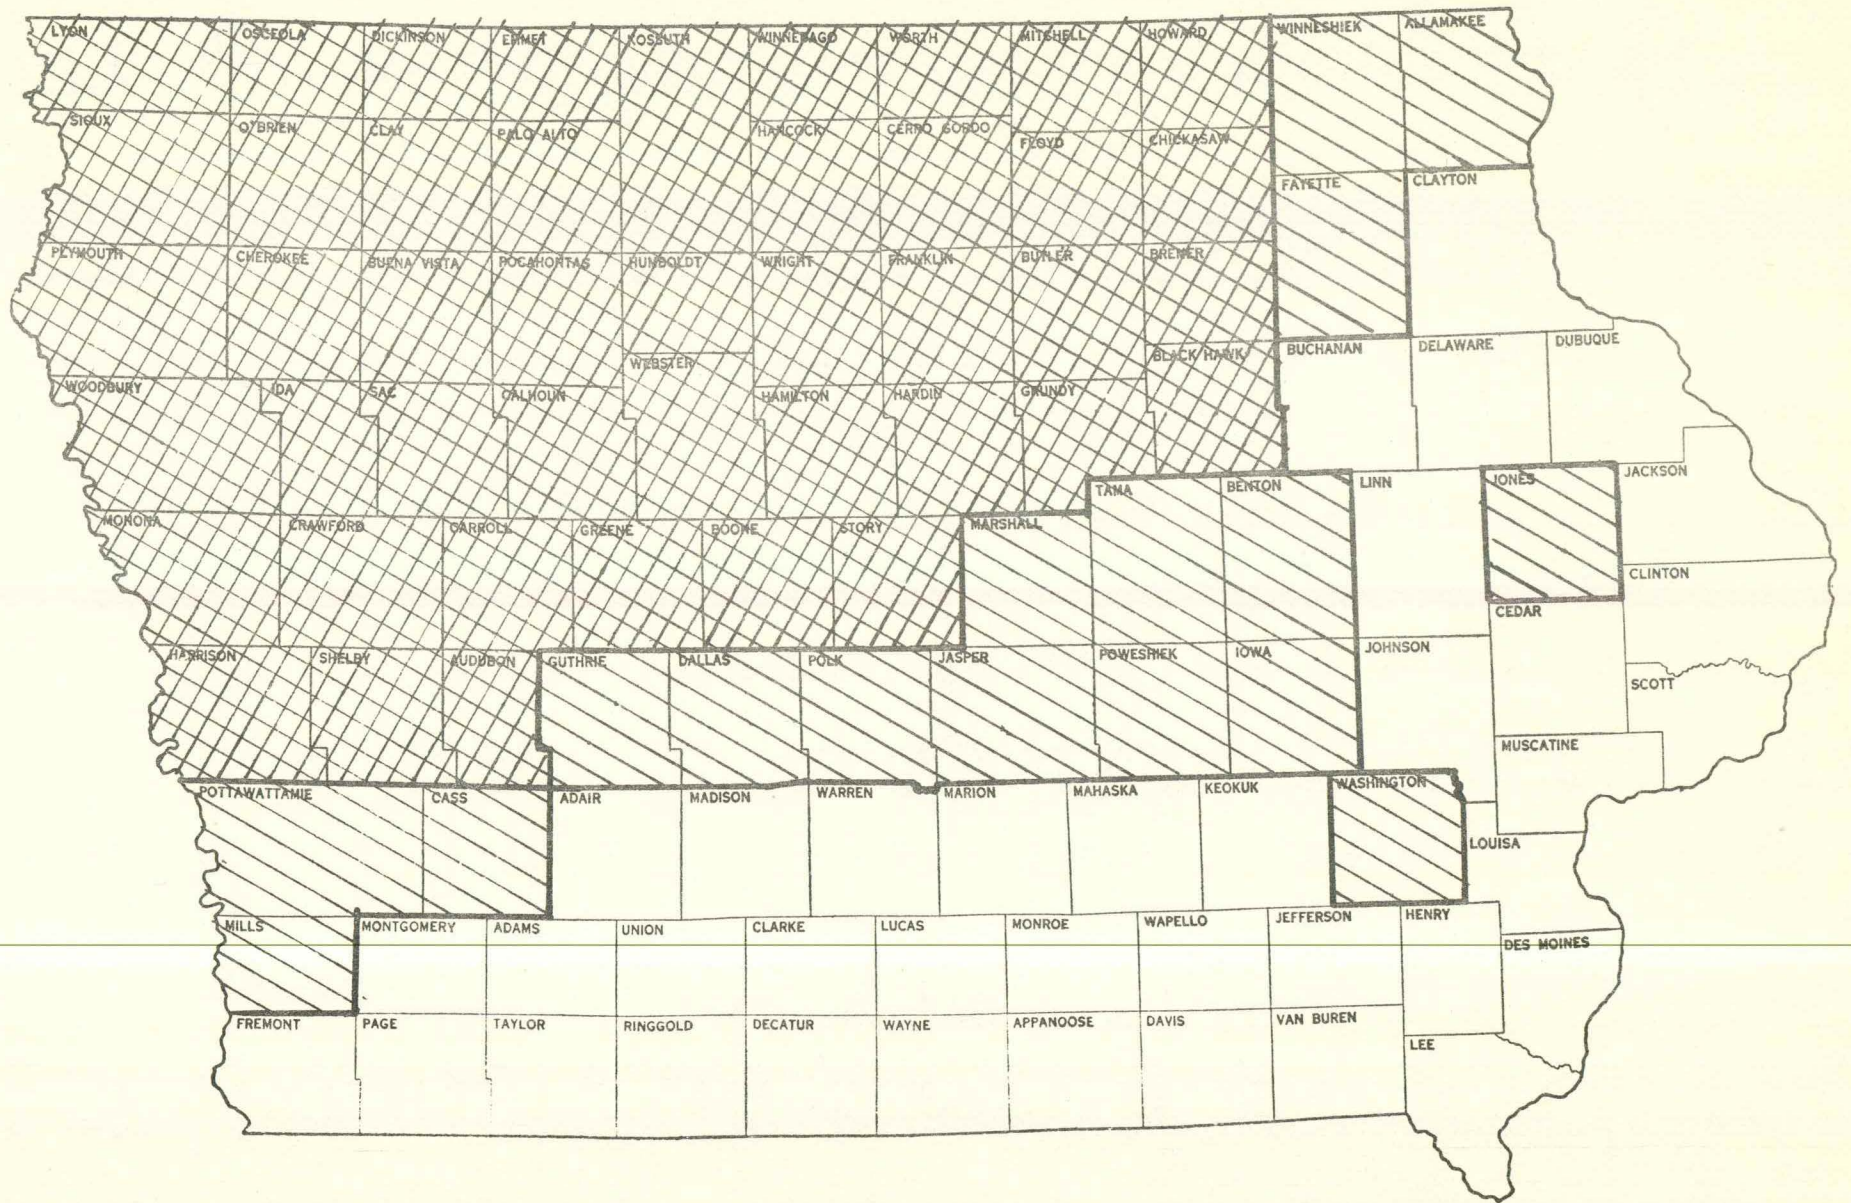 LYON OSCEOLA DICKINSON EMMET KOSSUTH WINNEBAGO WORTH MITCHELL HOWARD WINNESHIEK ALLAMAKEE
SIOUX O'BRIEN CLAY PALO ALTO HANCOCK CERRO GORDO FLOYD CHICKASAW
FAYETTE CLAYTON
PLYMOUTH CHEROKEE BUENA VISTA POCAHONTAS HUMBOLDT WRIGHT FRANKLIN BUTLER BREMER
WEBSTER BLACK HAWK BUCHANAN DELAWARE DUBUQUE
WOODBURY IDA SAC CALHOUN HAMILTON HARDIN GRUNDY
TAMA BENTON LINN JONES JACKSON
MONONA CRAWFORD CARROLL GREENE BOONE STORY MARSHALL
CLINTON
CEDAR
HARRISON SHELBY AUDUBON GUTHRIE DALLAS POLK JASPER POWESHIEK IOWA JOHNSON
SCOTT
MUSCATINE
POTTAWATTAMIE CASS ADAIR MADISON WARREN MARION MAHASKA KEOKUK WASHINGTON
LOUISA
MILLS MONTGOMERY ADAMS UNION CLARKE LUCAS MONROE WAPELLO JEFFERSON HENRY
DES MOINES
FREMONT PAGE TAYLOR RINGGOLD DECATUR WAYNE APPANOOSE DAVIS VAN BUREN
LEE